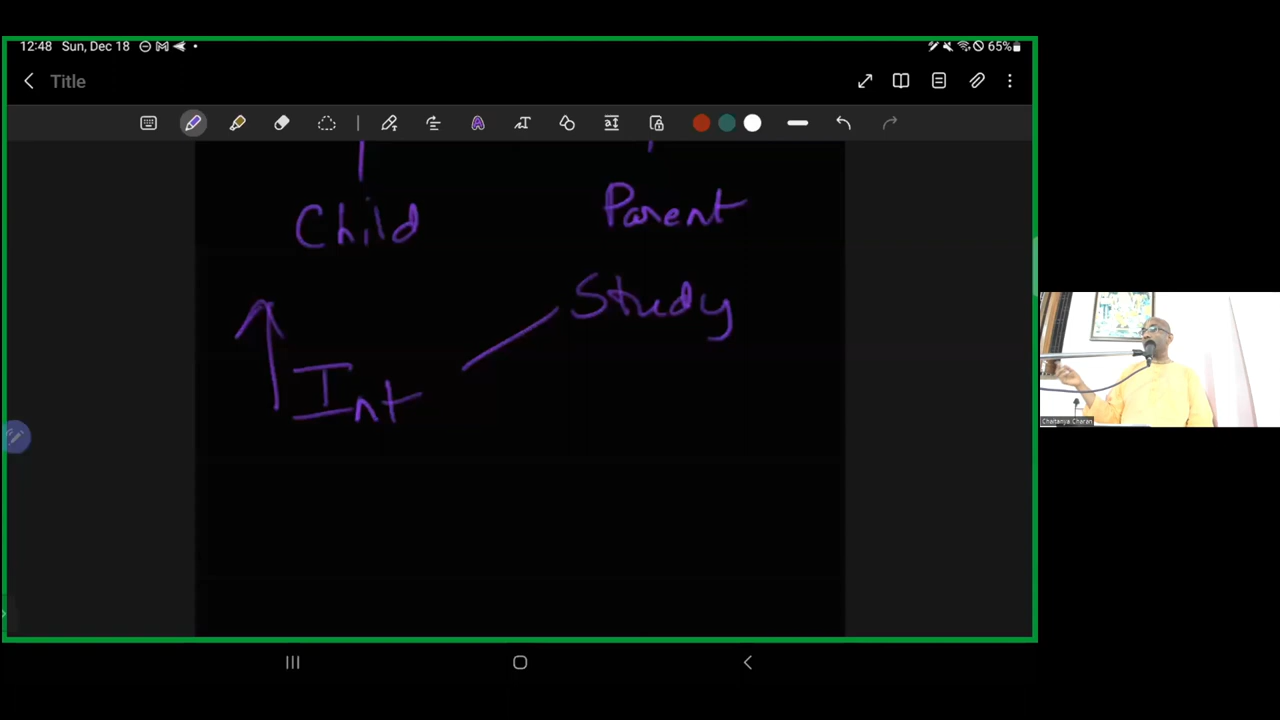 12:48 Sun, Dec 18
65%
Title
Child
Parent
Study
Int
Chaitanya Charan